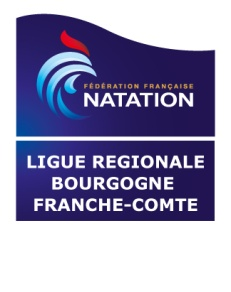 FÉDÉRATION FRANÇAISE
NATATION
LIGUE REGIONALE
BOURGOGNE
FRANCHE-COMTE